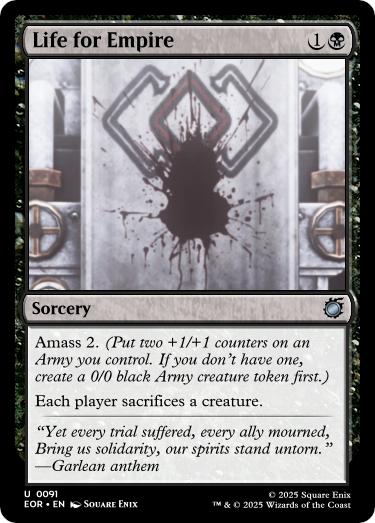 Life for Empire 1
Sorcery
Amass 2. (Put two +1/+1 counters on an
Army you control. If you don't have one,
create a 0/0 black Army creature token first.)
Each player sacrifices a creature.
“Yet every trial suffered, every ally mourned,
Bring us solidarity, our spirits stand untorn.”
—Garlean anthem
U 0091
EOR • EN Square Enix
© 2025 Square Enix
™ & © 2025 Wizards of the Coast